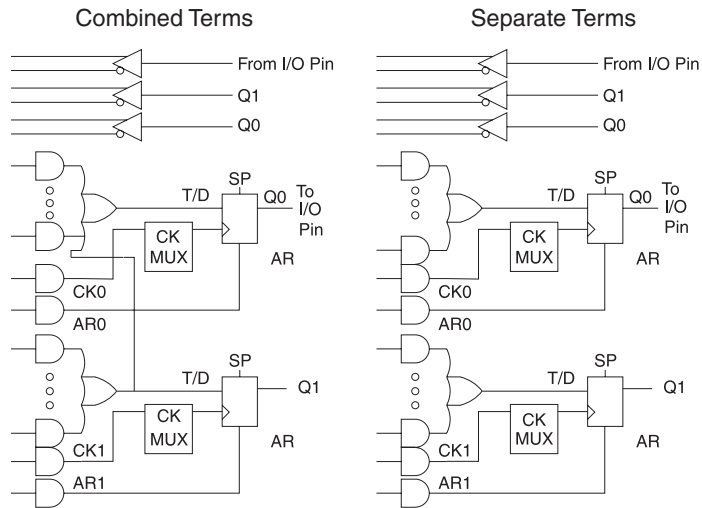 Combined Terms
From I/O Pin
Q1
Q0
SP
T/D
Q0
To
I/O
Pin
CK
MUX
AR
CK0
AR0
SP
T/D
Q1
CK
MUX
AR
CK1
AR1
Separate Terms
From I/O Pin
Q1
Q0
SP
T/D
Q0
To
I/O
Pin
CK
MUX
AR
CK0
AR0
SP
T/D
Q1
CK
MUX
AR
CK1
AR1